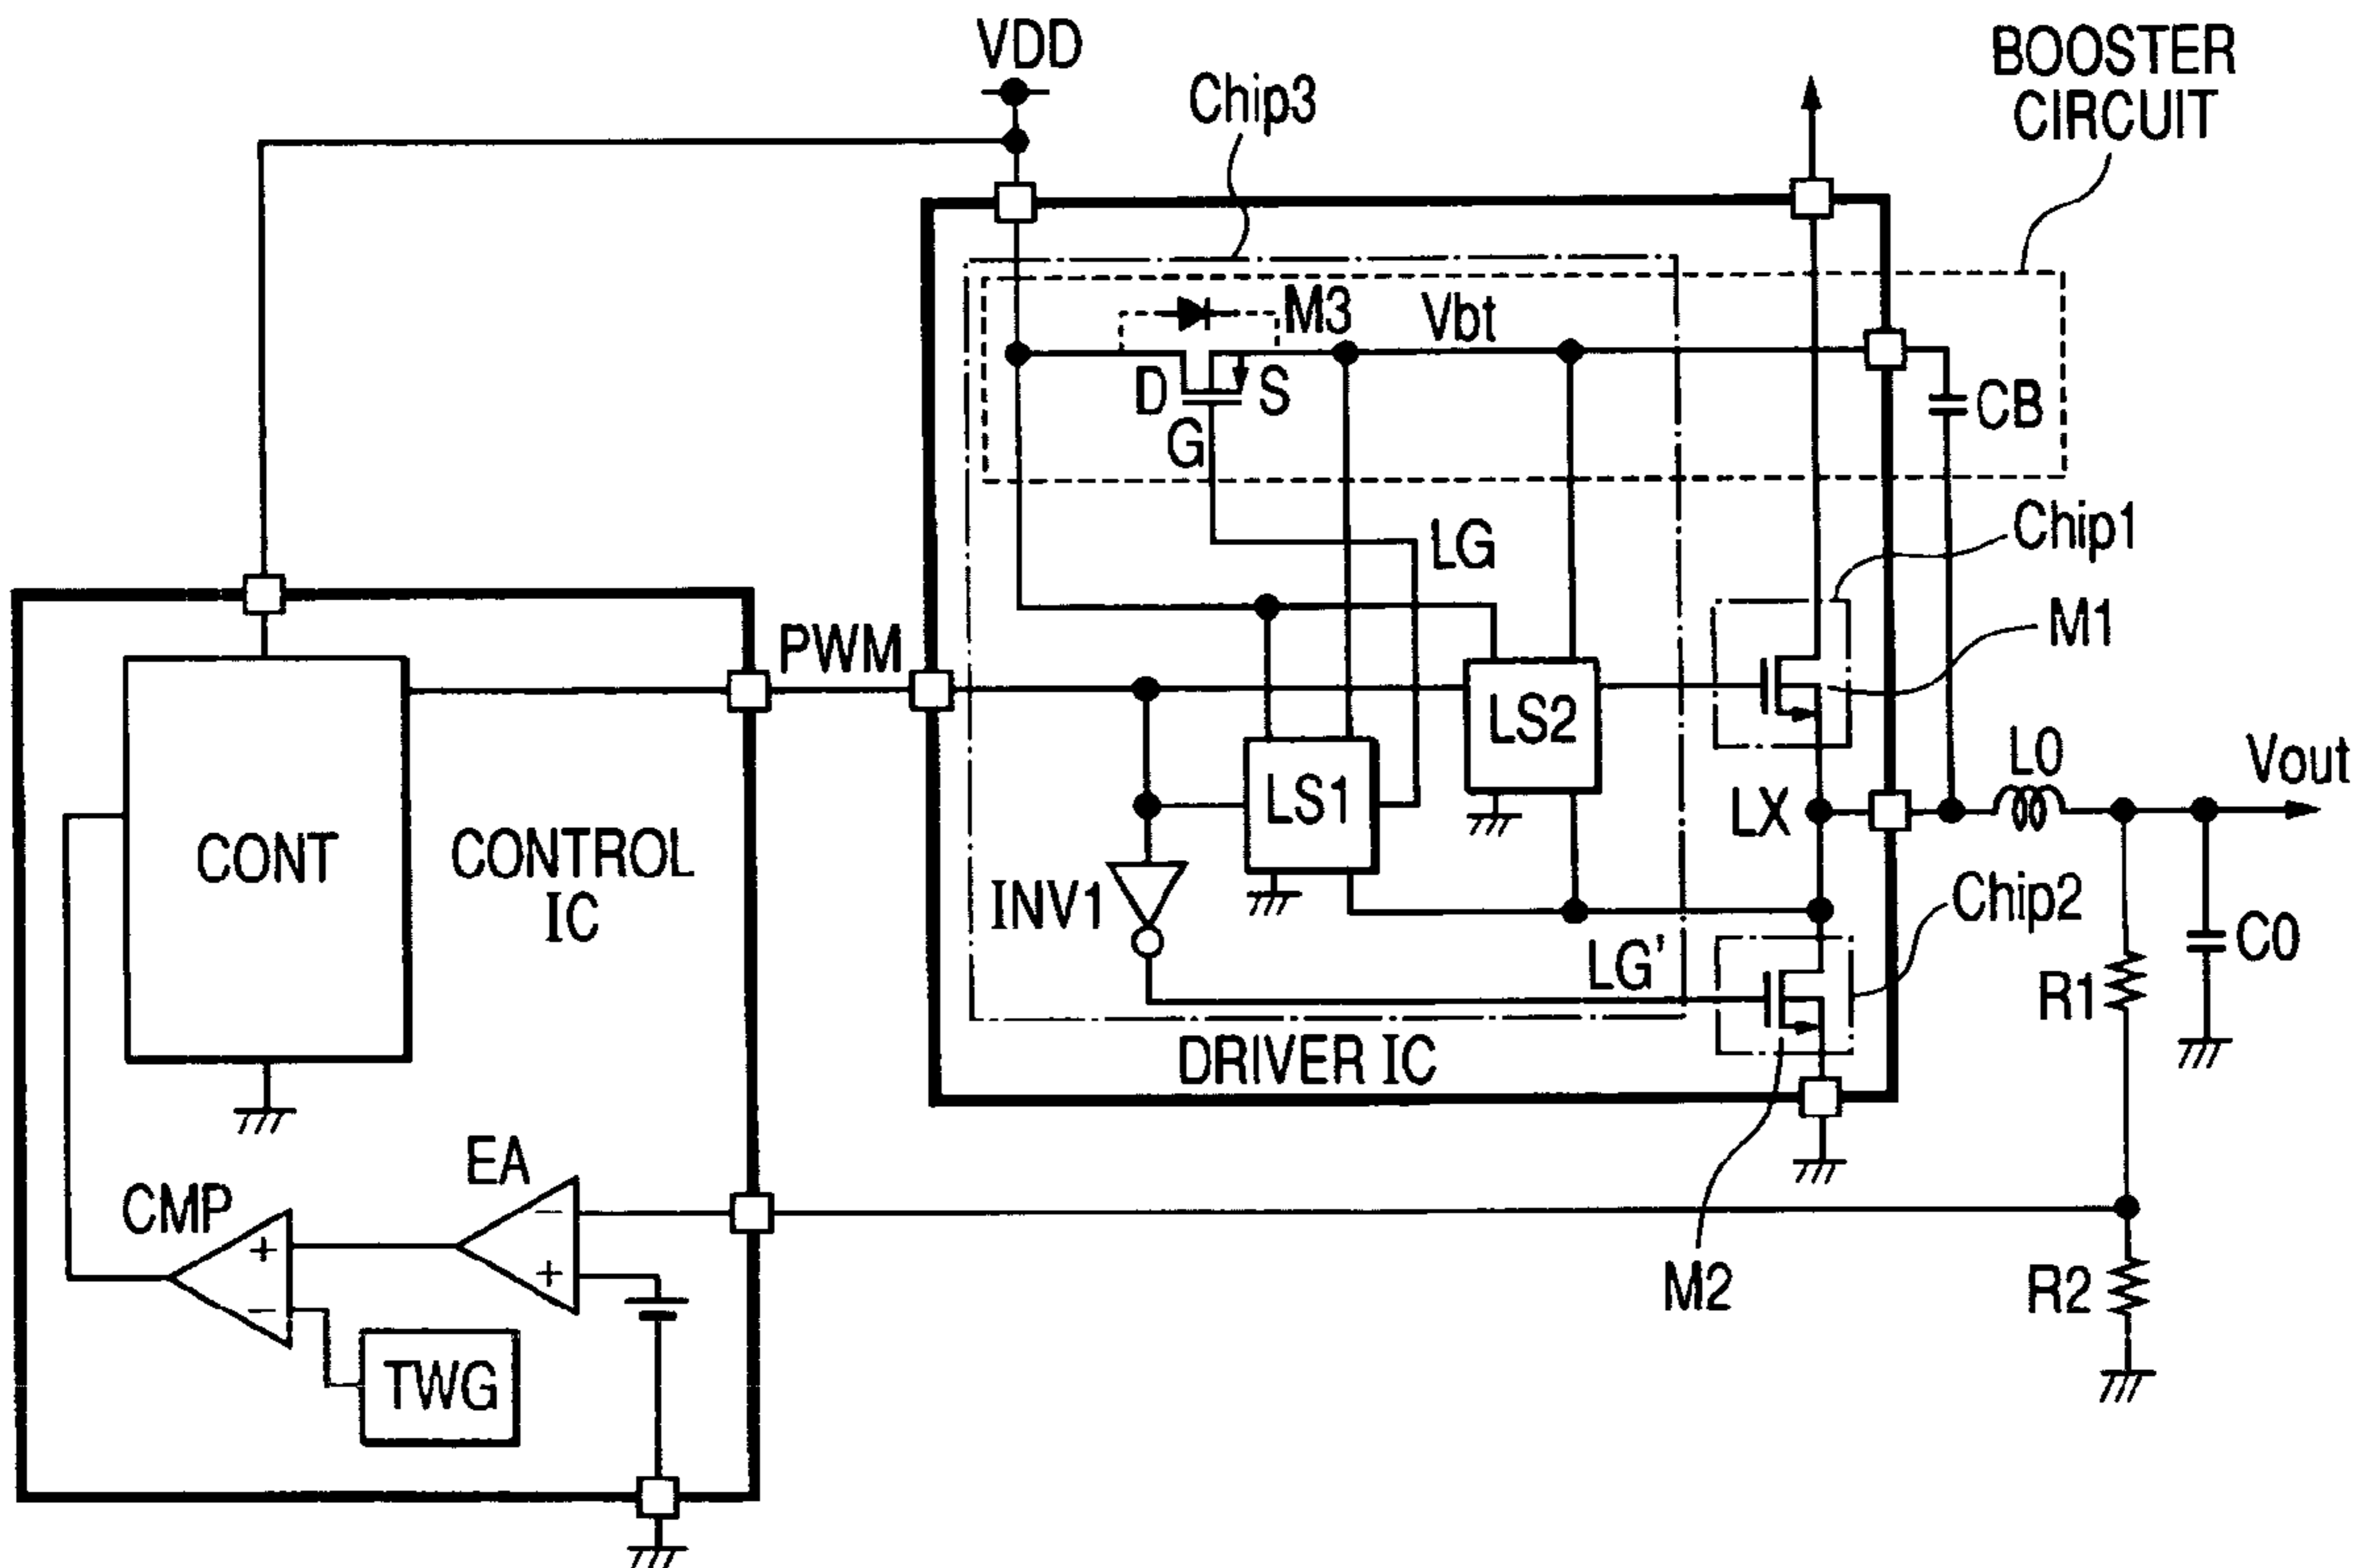 VDD
BOOSTER
CIRCUIT
Chip3
M3
Vbt
D
S
G
CB
LG
Chip1
M1
PWM
LS2
LS1
LX
L0
Vout
CONT
CONTROL
IC
INV1
Chip2
LG'
R1
C0
DRIVER IC
EA
CMP
-
+
+
-
M2
R2
TWG